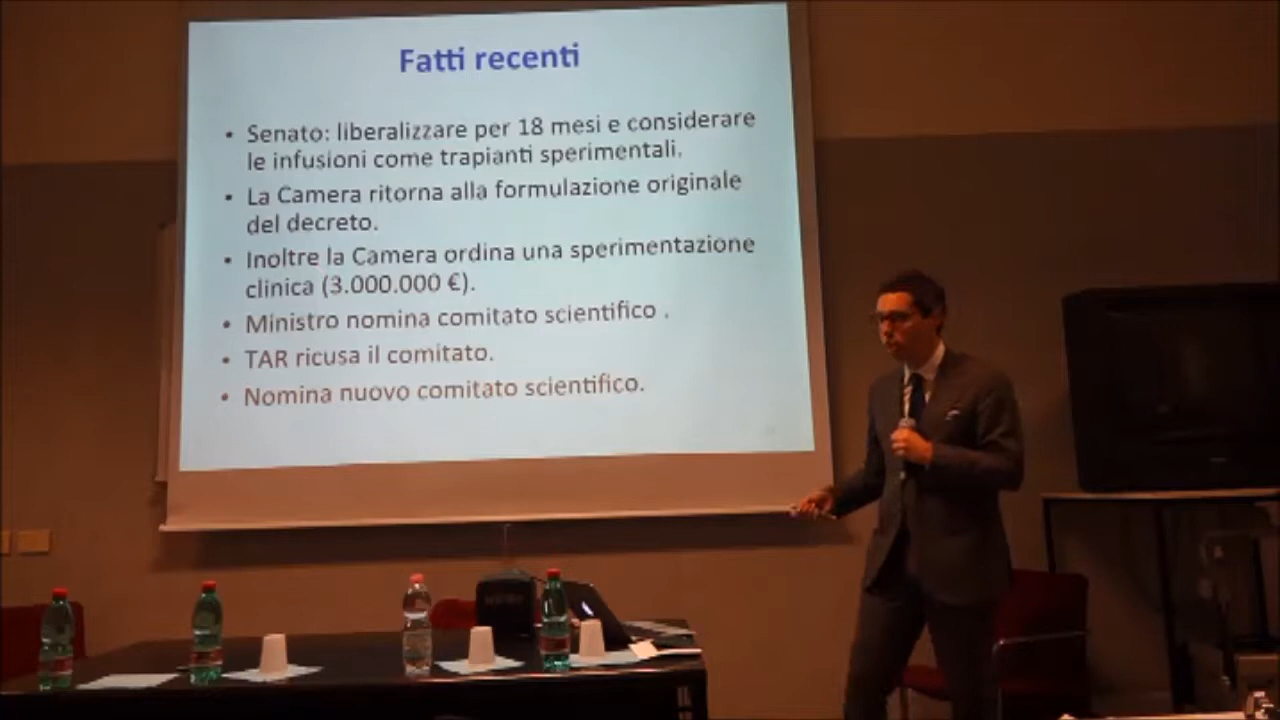 Fatti recenti
• Senato: liberalizzare per 18 mesi e considerare
le infusioni come trapianti sperimentali.
• La Camera ritorna alla formulazione originale
del decreto.
• Inoltre la Camera ordina una sperimentazione
clinica (3.000.000 €).
• Ministro nomina comitato scientifico .
• TAR ricusa il comitato.
• Nomina nuovo comitato scientifico.